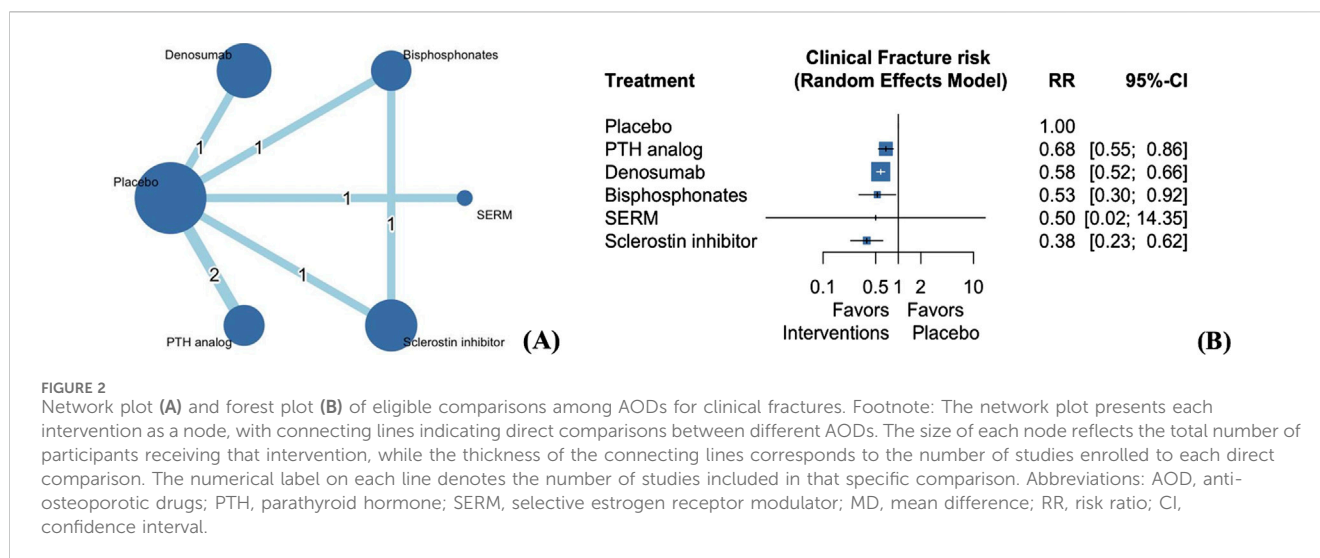 Denosumab
Bisphosphonates
1
1
Placebo
1
SERM
1
2
1
PTH analog
Sclerostin inhibitor
(A)
Clinical Fracture risk
Treatment (Random Effects Model) RR 95%-CI
Placebo 1.00
PTH analog 0.68 [0.55; 0.86]
Denosumab 0.58 [0.52; 0.66]
Bisphosphonates 0.53 [0.30; 0.92]
SERM 0.50 [0.02; 14.35]
Sclerostin inhibitor 0.38 [0.23; 0.62]
0.1 0.5 1 2 10
Favors Favors
Interventions Placebo
(B)
FIGURE 2
Network plot (A) and forest plot (B) of eligible comparisons among AODs for clinical fractures. Footnote: The network plot presents each
intervention as a node, with connecting lines indicating direct comparisons between different AODs. The size of each node reflects the total number of
participants receiving that intervention, while the thickness of the connecting lines corresponds to the number of studies enrolled to each direct
comparison. The numerical label on each line denotes the number of studies included in that specific comparison. Abbreviations: AOD, anti-
osteoporotic drugs; PTH, parathyroid hormone; SERM, selective estrogen receptor modulator; MD, mean difference; RR, risk ratio; CI,
confidence interval.